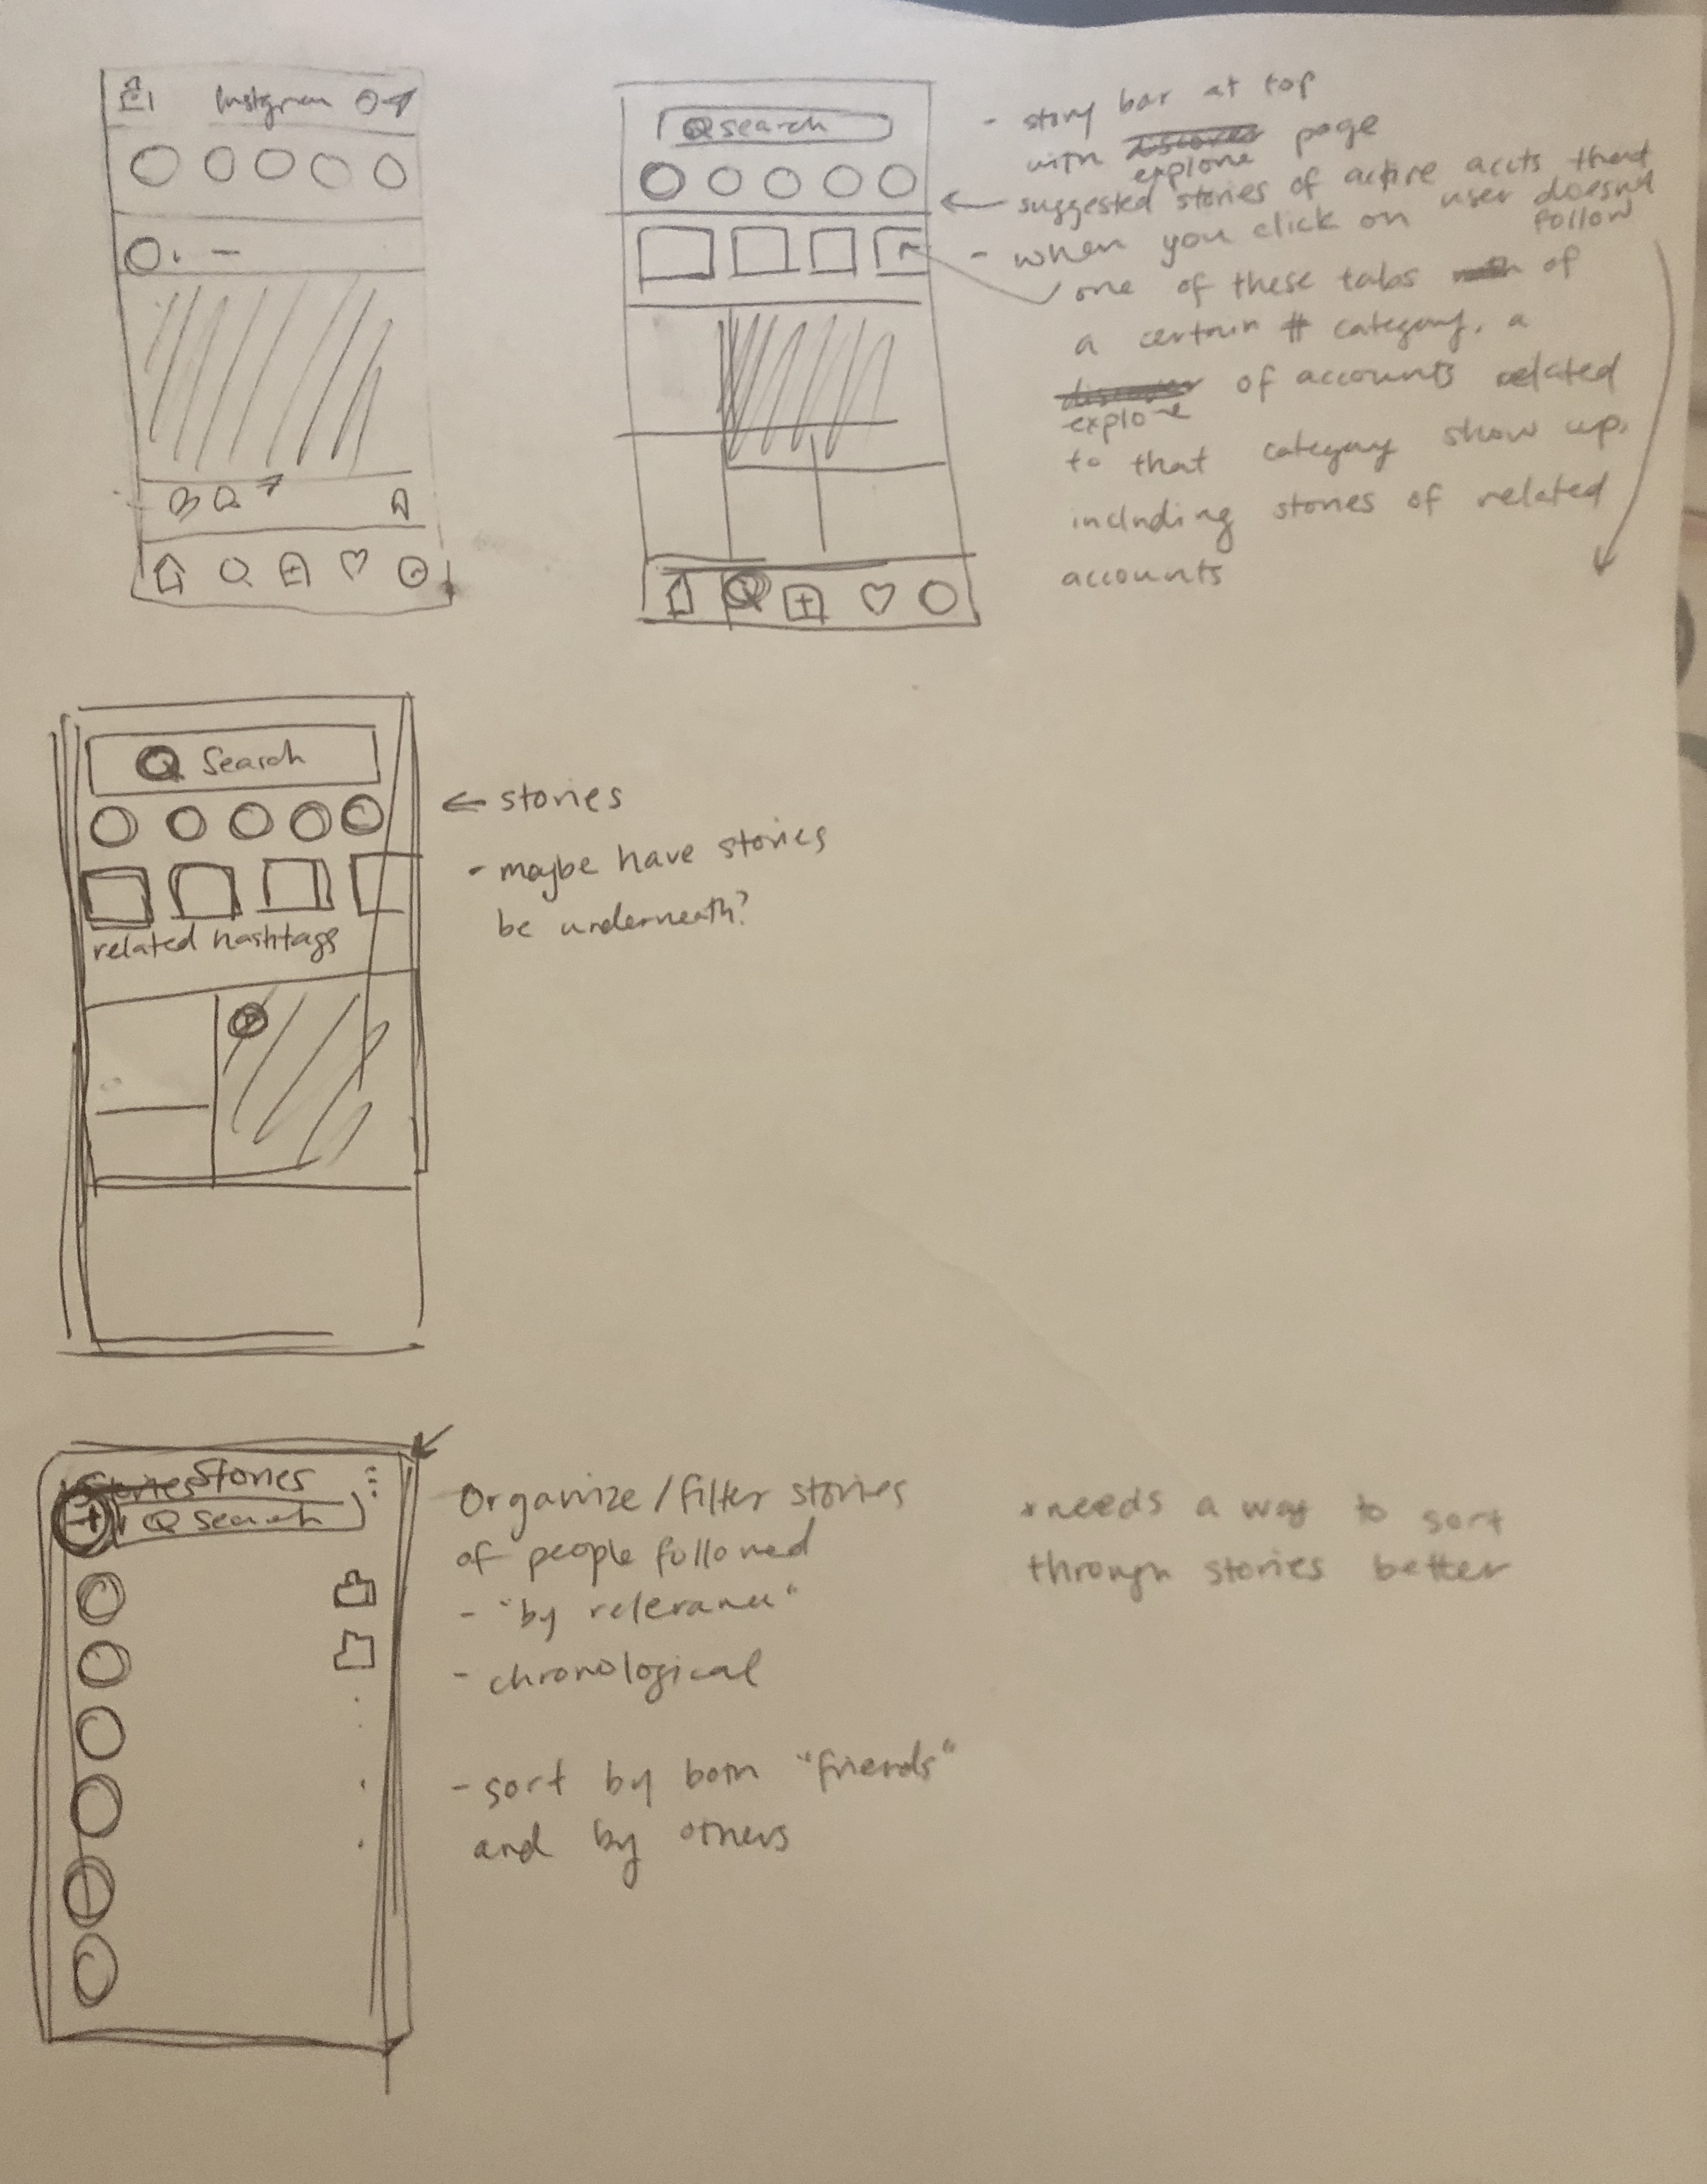 Instgram
search
- story bar at top
with discover page
explore
suggested stories of active accts that
user doesn't
follow
- when you click on
one of these tabs of
a certain # category, a
discover of accounts related
explore
to that category show up,
including stories of related
accounts
Search
related hashtags
← stories
- maybe have stories
be underneath?
Stories Stories
search
Organize/filter stories
of people followed
- "by relevance"
- chronological
- sort by both "friends"
and by others
*needs a way to sort
through stories better